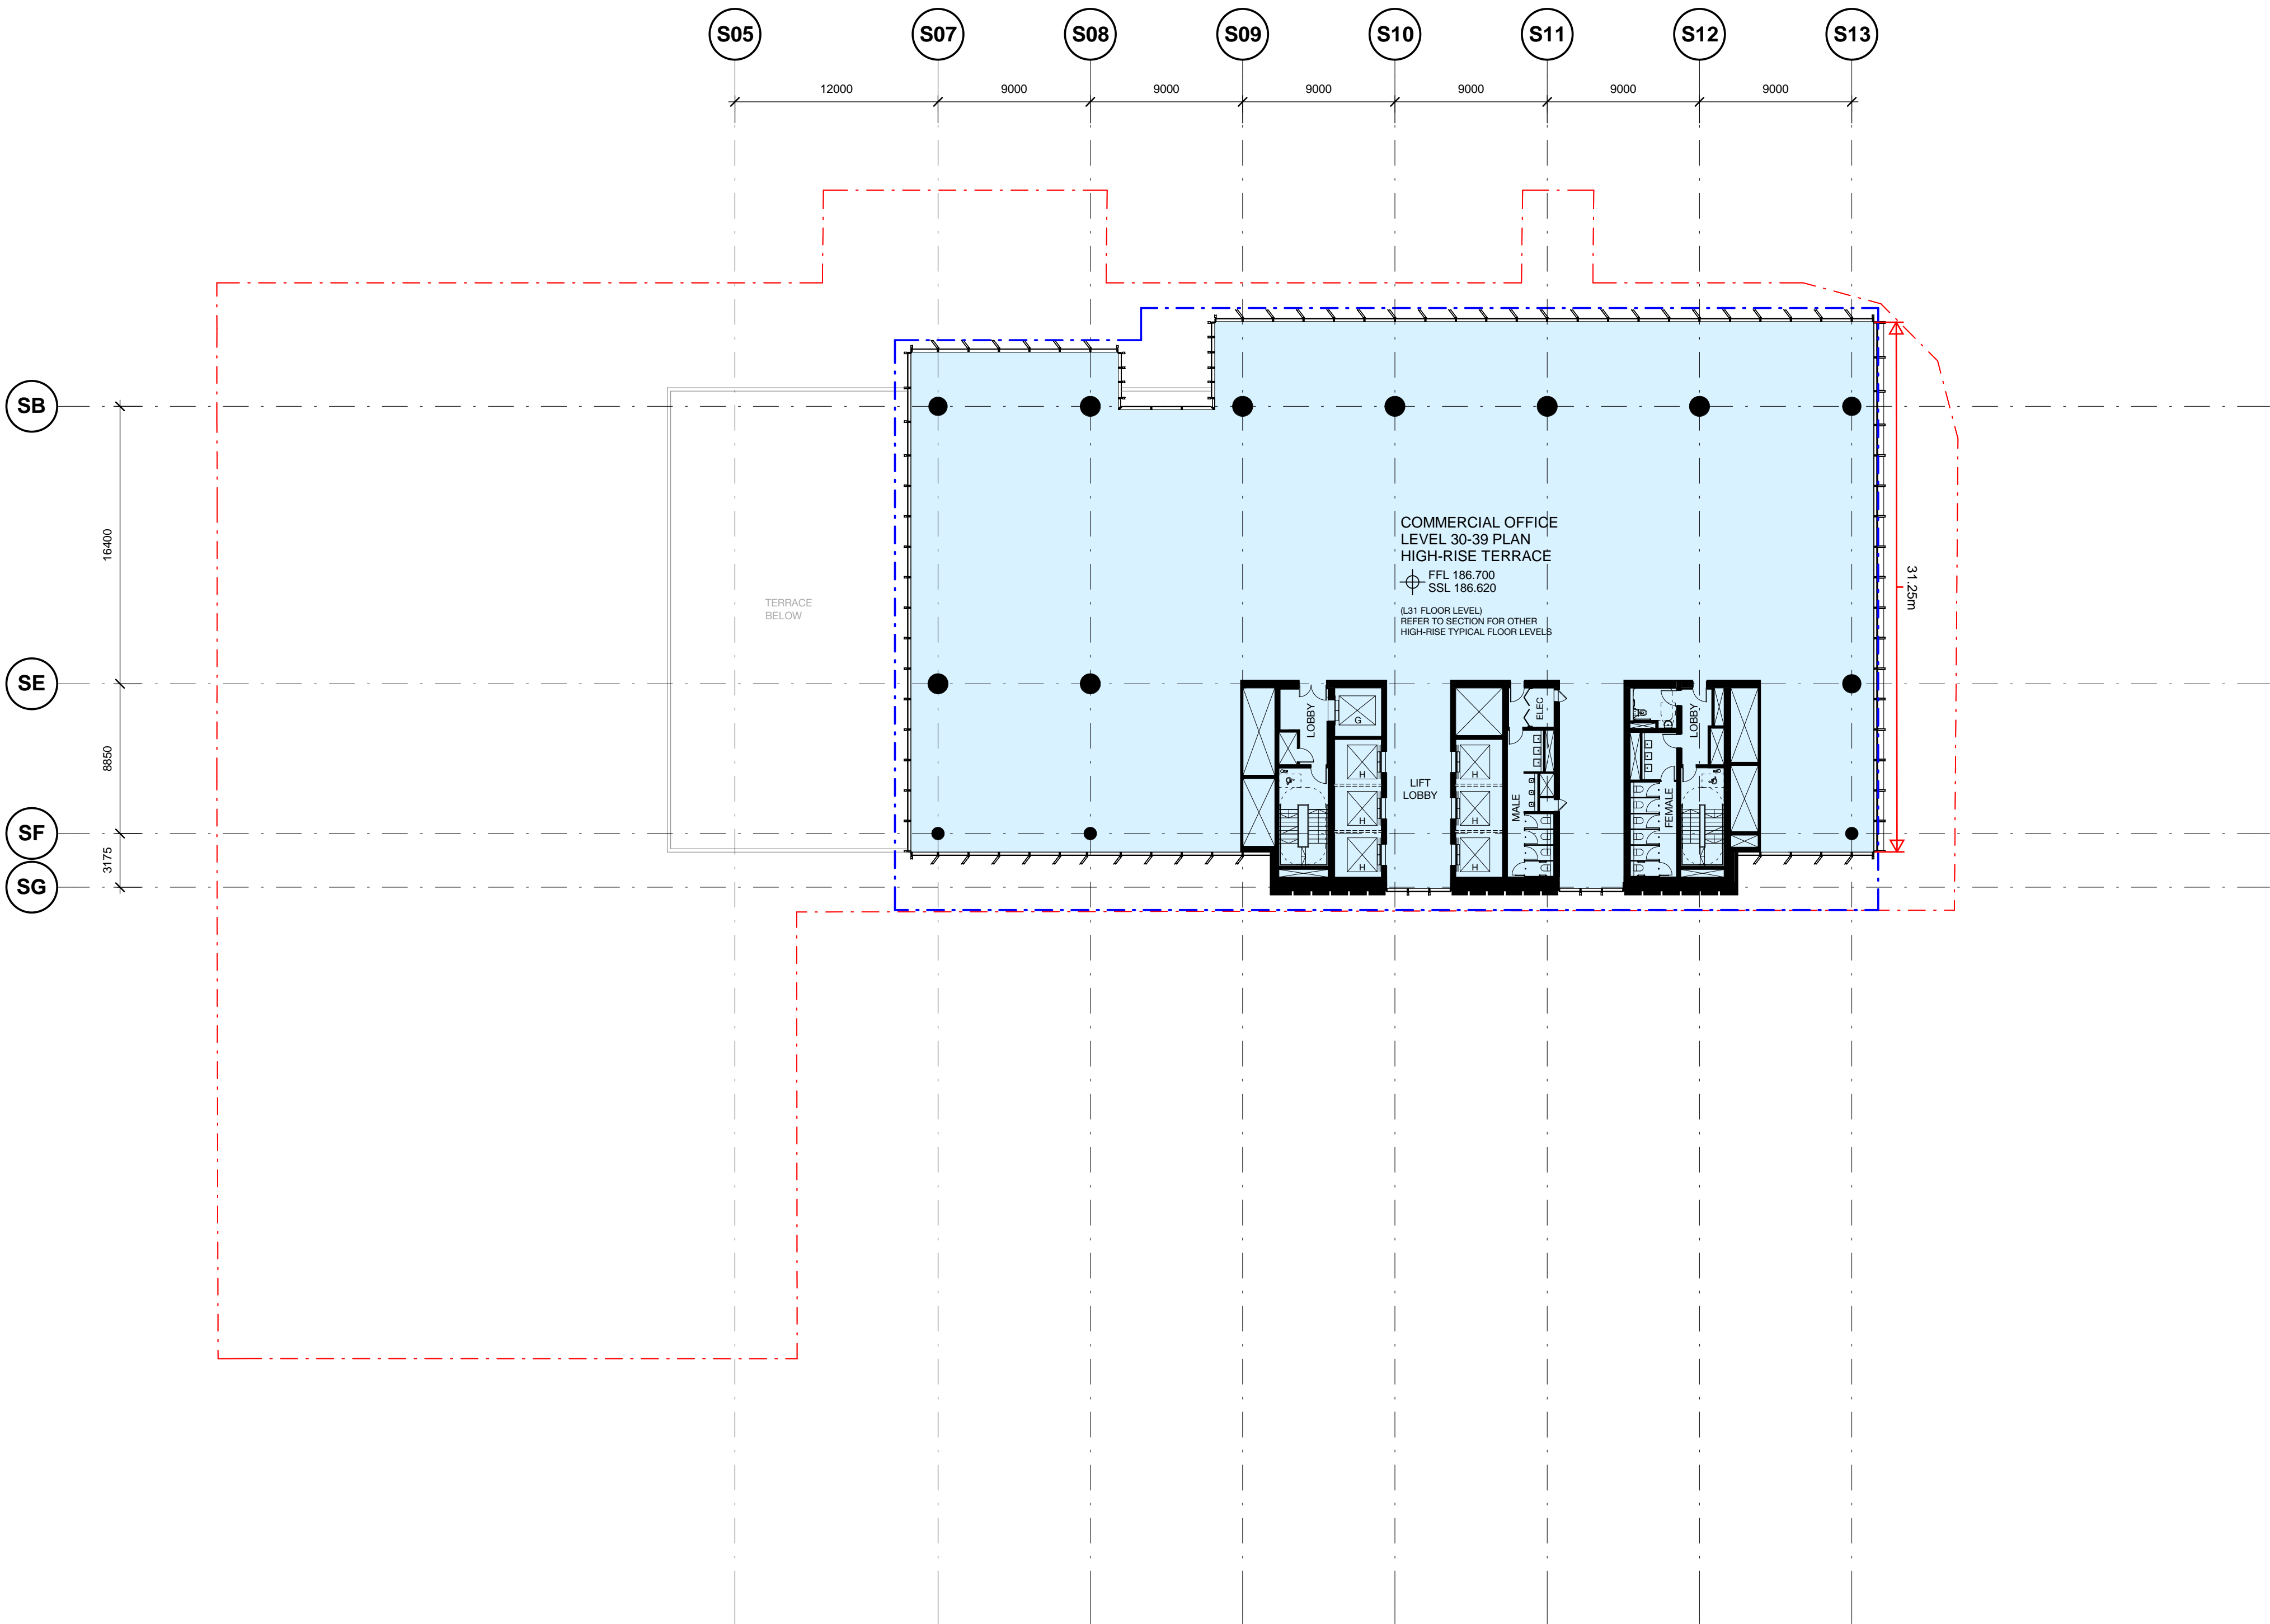 S05 S07 S08 S09 S10 S11 S12 S13
12000 9000 9000 9000 9000 9000 9000
SB
16400
SE
8850
SF
3175
SG
COMMERCIAL OFFICE
LEVEL 30-39 PLAN
HIGH-RISE TERRACE
FFL 186.700
SSL 186.620
(L31 FLOOR LEVEL)
REFER TO SECTION FOR OTHER
HIGH-RISE TYPICAL FLOOR LEVELS
31.25m
TERRACE
BELOW
LOBBY
G
ELEC
LOBBY
H
H
LIFT
LOBBY
H
H
MALE
FEMALE
H
H